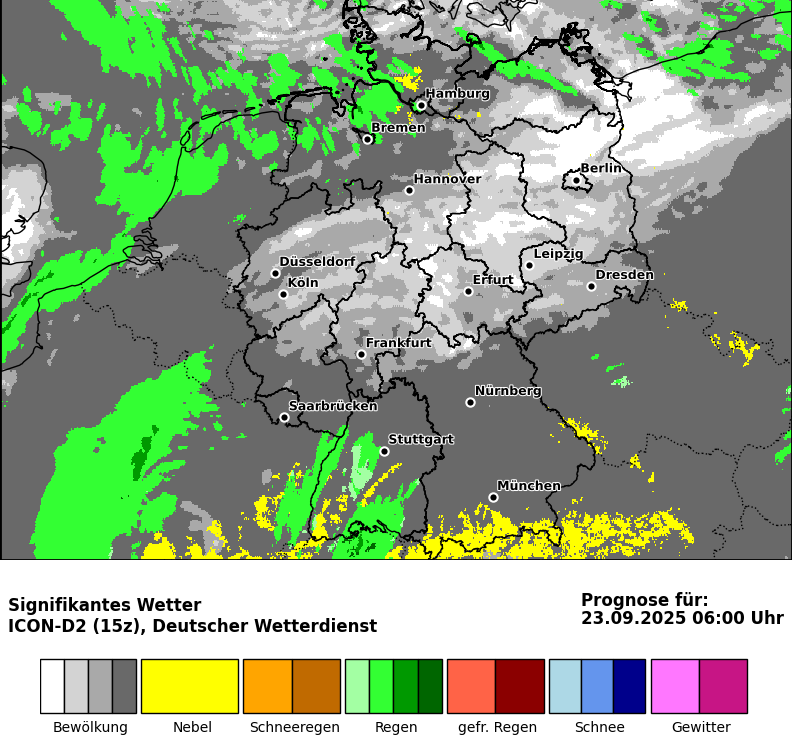 Hamburg
Bremen
Berlin
Hannover
Leipzig
Düsseldorf
Dresden
Köln
Erfurt
Frankfurt
Nürnberg
Saarbrücken
Stuttgart
München
Signifikantes Wetter
ICON-D2 (15z), Deutscher Wetterdienst
Prognose für:
23.09.2025 06:00 Uhr
Bewölkung
Nebel
Schneeregen
Regen
gefr. Regen
Schnee
Gewitter